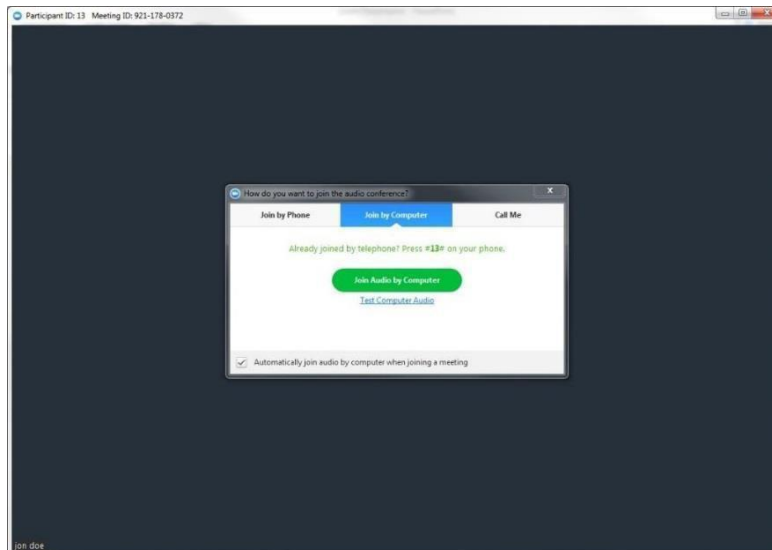 Participant ID: 13 Meeting ID: 921-178-0372
How do you want to join the audio conference?
Join by Phone
Join by Computer
Call Me
Already joined by telephone? Press #13# on your phone.
Join Audio by Computer
Test Computer Audio
Automatically join audio by computer when joining a meeting
jon doe